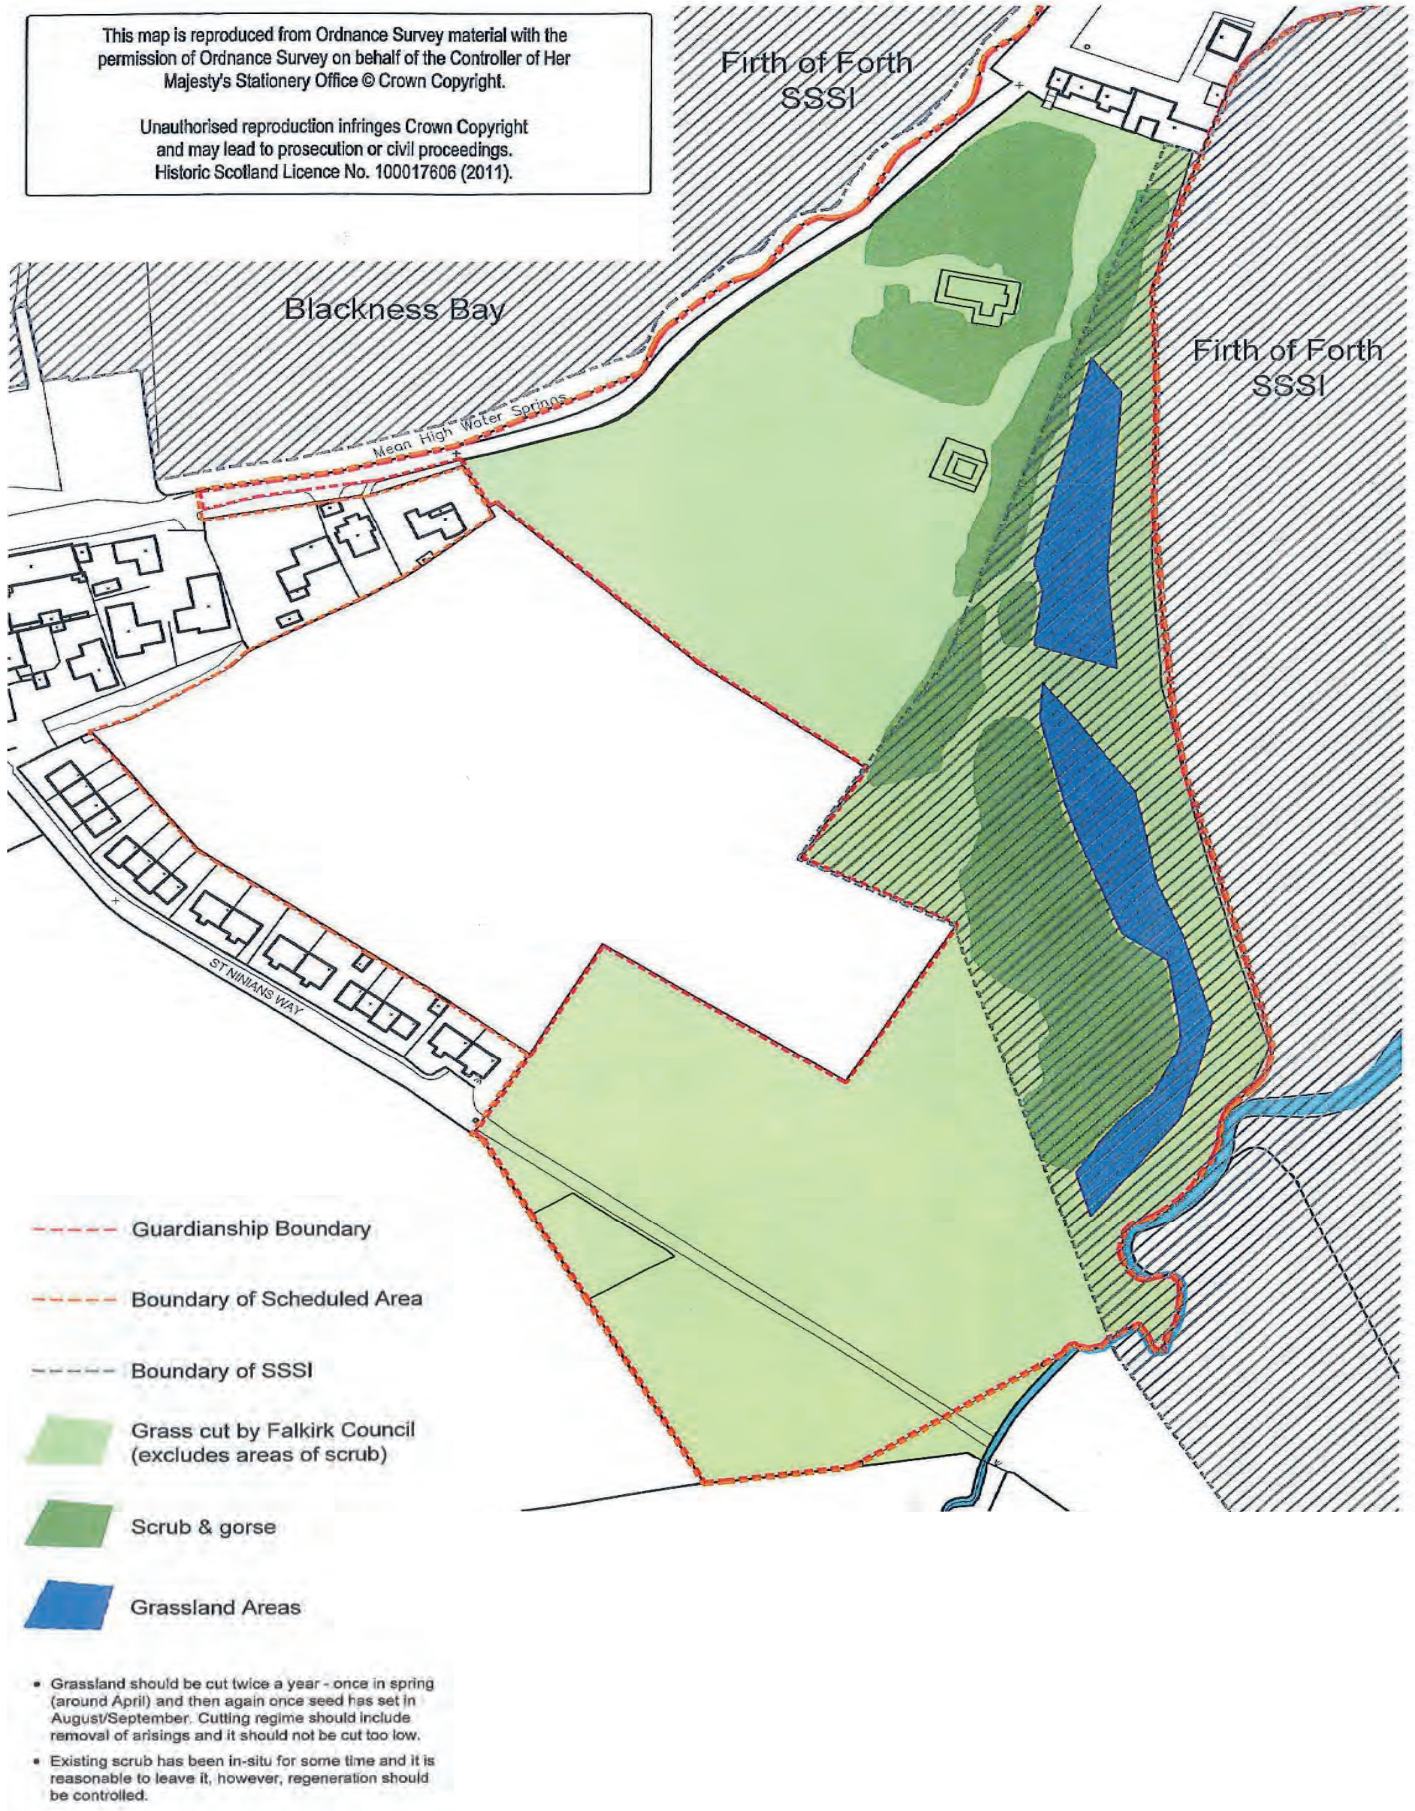 This map is reproduced from Ordnance Survey material with the
permission of Ordnance Survey on behalf of the Controller of Her
Majesty's Stationery Office © Crown Copyright.
Unauthorised reproduction infringes Crown Copyright
and may lead to prosecution or civil proceedings.
Historic Scotland Licence No. 100017606 (2011).
Firth of Forth
SSSI
Blackness Bay
Firth of Forth
SSSI
Mean High Water Springs
ST NINIANS WAY
Guardianship Boundary
Boundary of Scheduled Area
Boundary of SSSI
Grass cut by Falkirk Council
(excludes areas of scrub)
Scrub & gorse
Grassland Areas
• Grassland should be cut twice a year - once in spring
(around April) and then again once seed has set in
August/September. Cutting regime should include
removal of arisings and it should not be cut too low.
• Existing scrub has been in-situ for some time and it is
reasonable to leave it, however, regeneration should
be controlled.